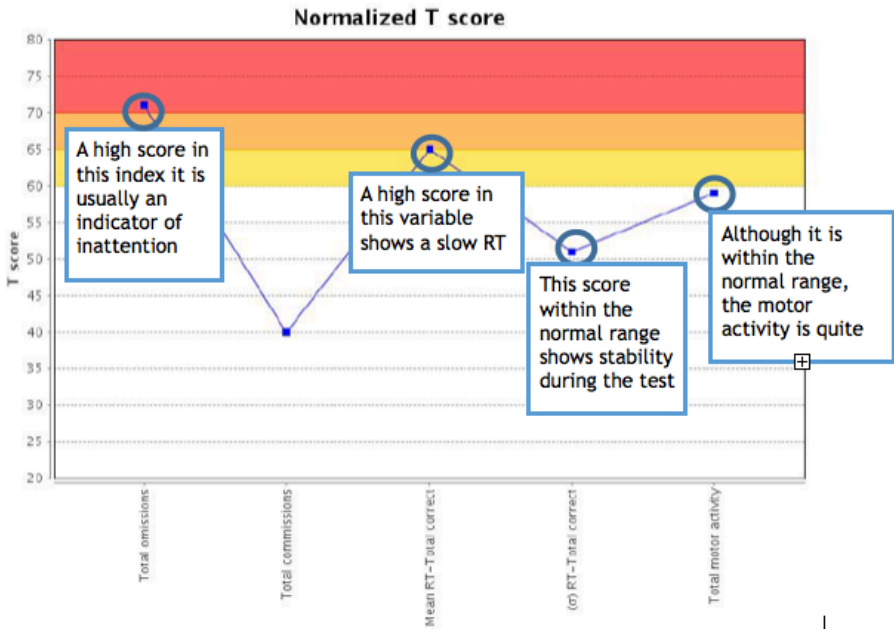 Normalized T score
80
75
70
65
60
55
50
45
40
35
30
25
20
T score
A high score in
this index it is
usually an
indicator of
inattention
A high score in
this variable
shows a slow RT
This score
within the
normal range
shows stability
during the test
Although it is
within the
normal range,
the motor
activity is quite
Total omissions
Total commissions
Mean RT-Total correct
(σ) RT-Total correct
Total motor activity